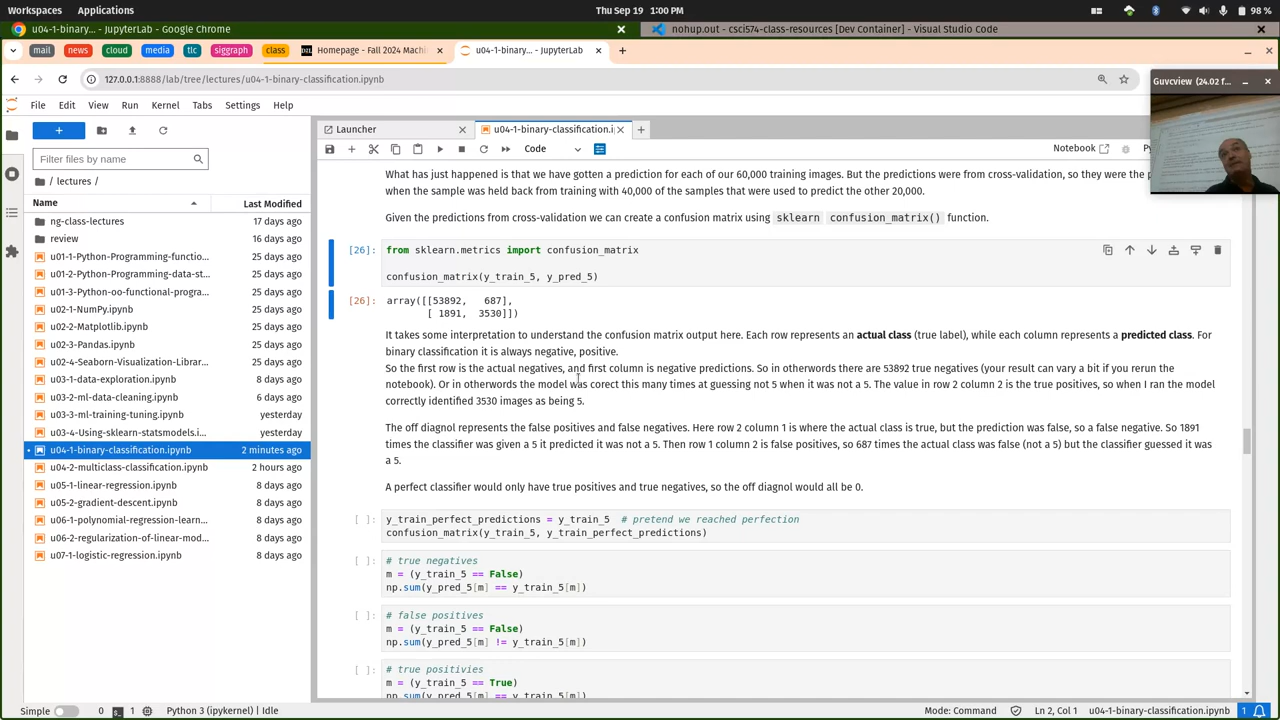 Workspaces Applications Thu Sep 19 1:00 PM 98 %
u04-1-binary-... - JupyterLab - Google Chrome nohup.out - csci574-class-resources [Dev Container] - Visual Studio Code
mail news cloud media tlc siggraph class Homepage - Fall 2024 Machi u04-1-binary-... - JupyterLab
127.0.0.1:8888/lab/tree/lectures/u04-1-binary-classification.ipynb
Guvcview (24.02 f...
File Edit View Run Kernel Tabs Settings Help
Launcher u04-1-binary-classification.i
Code Notebook
Filter files by name
/ lectures /
Name Last Modified
ng-class-lectures 17 days ago
review 16 days ago
u01-1-Python-Programming-functio... 25 days ago
u01-2-Python-Programming-data-st... 25 days ago
u01-3-Python-oo-functional-progra... 25 days ago
u02-1-NumPy.ipynb 25 days ago
u02-2-Matplotlib.ipynb 25 days ago
u02-3-Pandas.ipynb 25 days ago
u02-4-Seaborn-Visualization-Librar... 25 days ago
u03-1-data-exploration.ipynb 8 days ago
u03-2-ml-data-cleaning.ipynb 6 days ago
u03-3-ml-training-tuning.ipynb yesterday
u03-4-Using-sklearn-statsmodels.i... yesterday
u04-1-binary-classification.ipynb 2 minutes ago
u04-2-multiclass-classification.ipynb 2 hours ago
u05-1-linear-regression.ipynb 8 days ago
u05-2-gradient-descent.ipynb 8 days ago
u06-1-polynomial-regression-learn... 8 days ago
u06-2-regularization-of-linear-mod... 8 days ago
u07-1-logistic-regression.ipynb 8 days ago
What has just happened is that we have gotten a prediction for each of our 60,000 training images. But the predictions were from cross-validation, so they were the
when the sample was held back from training with 40,000 of the samples that were used to predict the other 20,000.
Given the predictions from cross-validation we can create a confusion matrix using sklearn confusion_matrix() function.
[26]: from sklearn.metrics import confusion_matrix
confusion_matrix(y_train_5, y_pred_5)
[26]: array([[53892, 687],
[ 1891, 3530]])
It takes some interpretation to understand the confusion matrix output here. Each row represents an actual class (true label), while each column represents a predicted class. For
binary classification it is always negative, positive.
So the first row is the actual negatives, and first column is negative predictions. So in otherwords there are 53892 true negatives (your result can vary a bit if you rerun the
notebook). Or in otherwords the model was corect this many times at guessing not 5 when it was not a 5. The value in row 2 column 2 is the true positives, so when I ran the model
correctly identified 3530 images as being 5.
The off diagnol represents the false positives and false negatives. Here row 2 column 1 is where the actual class is true, but the prediction was false, so a false negative. So 1891
times the classifier was given a 5 it predicted it was not a 5. Then row 1 column 2 is false positives, so 687 times the actual class was false (not a 5) but the classifier guessed it was
a 5.
A perfect classifier would only have true positives and true negatives, so the off diagnol would all be 0.
[ ]: y_train_perfect_predictions = y_train_5 # pretend we reached perfection
confusion_matrix(y_train_5, y_train_perfect_predictions)
[ ]: # true negatives
m = (y_train_5 == False)
np.sum(y_pred_5[m] == y_train_5[m])
[ ]: # false positives
m = (y_train_5 == False)
np.sum(y_pred_5[m] != y_train_5[m])
[ ]: # true positivies
m = (y_train_5 == True)
np.sum(y_pred_5[m] == y_train_5[m])
Simple 0 1 Python 3 (ipykernel) | Idle Mode: Command Ln 2, Col 1 u04-1-binary-classification.ipynb 1